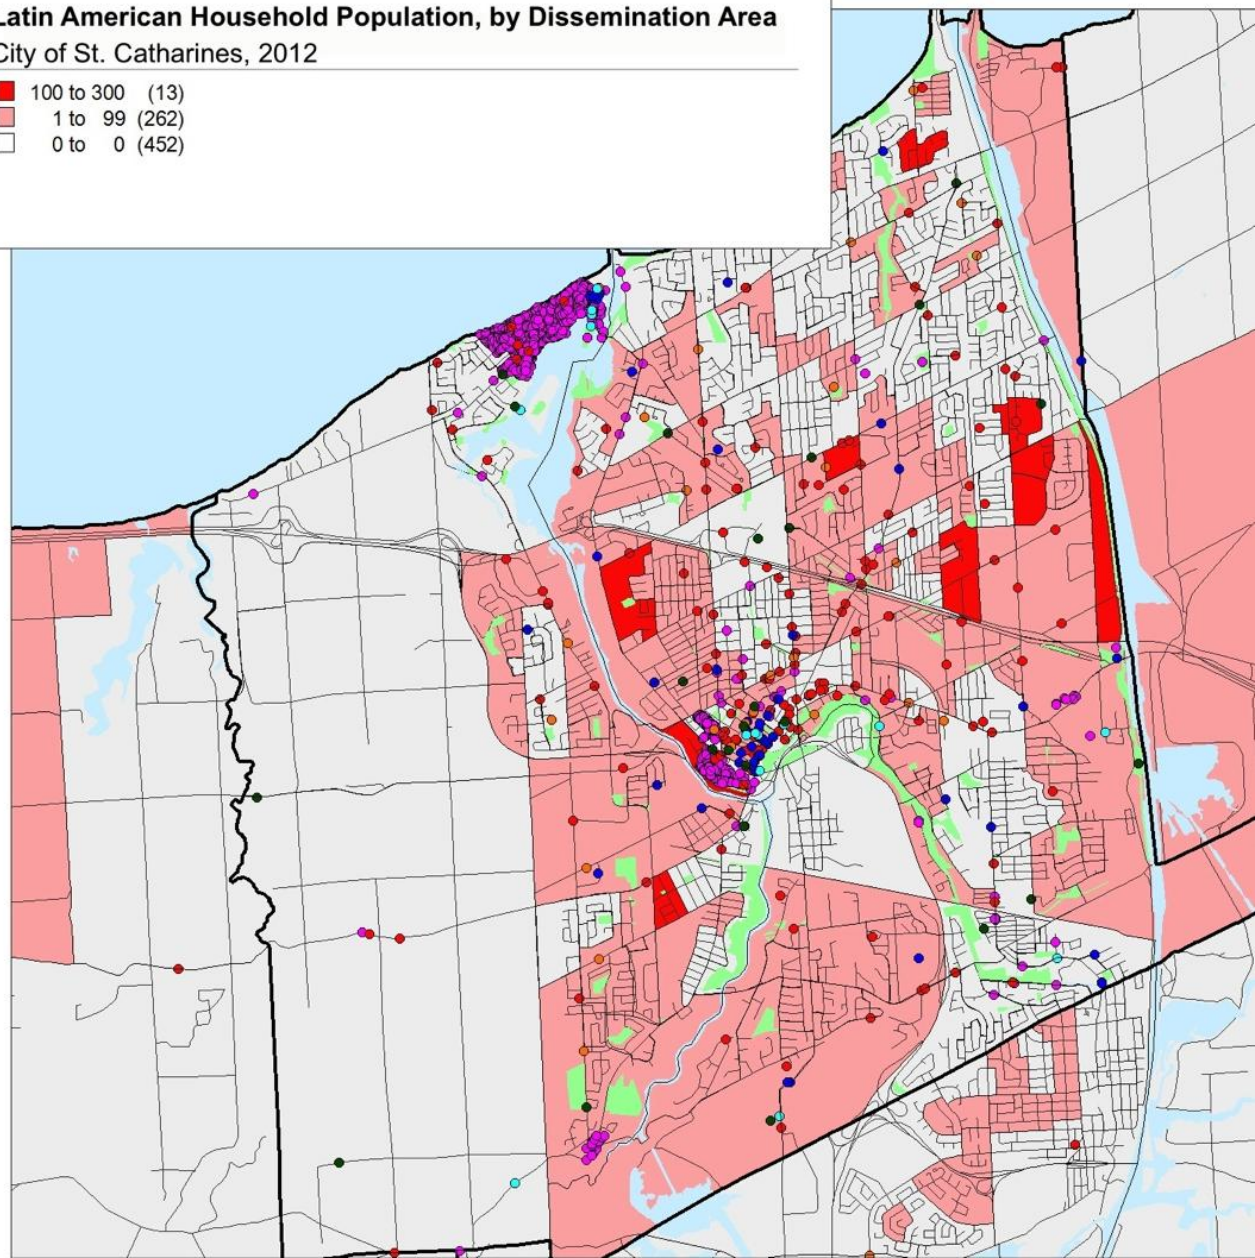 Latin American Household Population, by Dissemination Area
City of St. Catharines, 2012
100 to 300 (13)
1 to 99 (262)
0 to 0 (452)